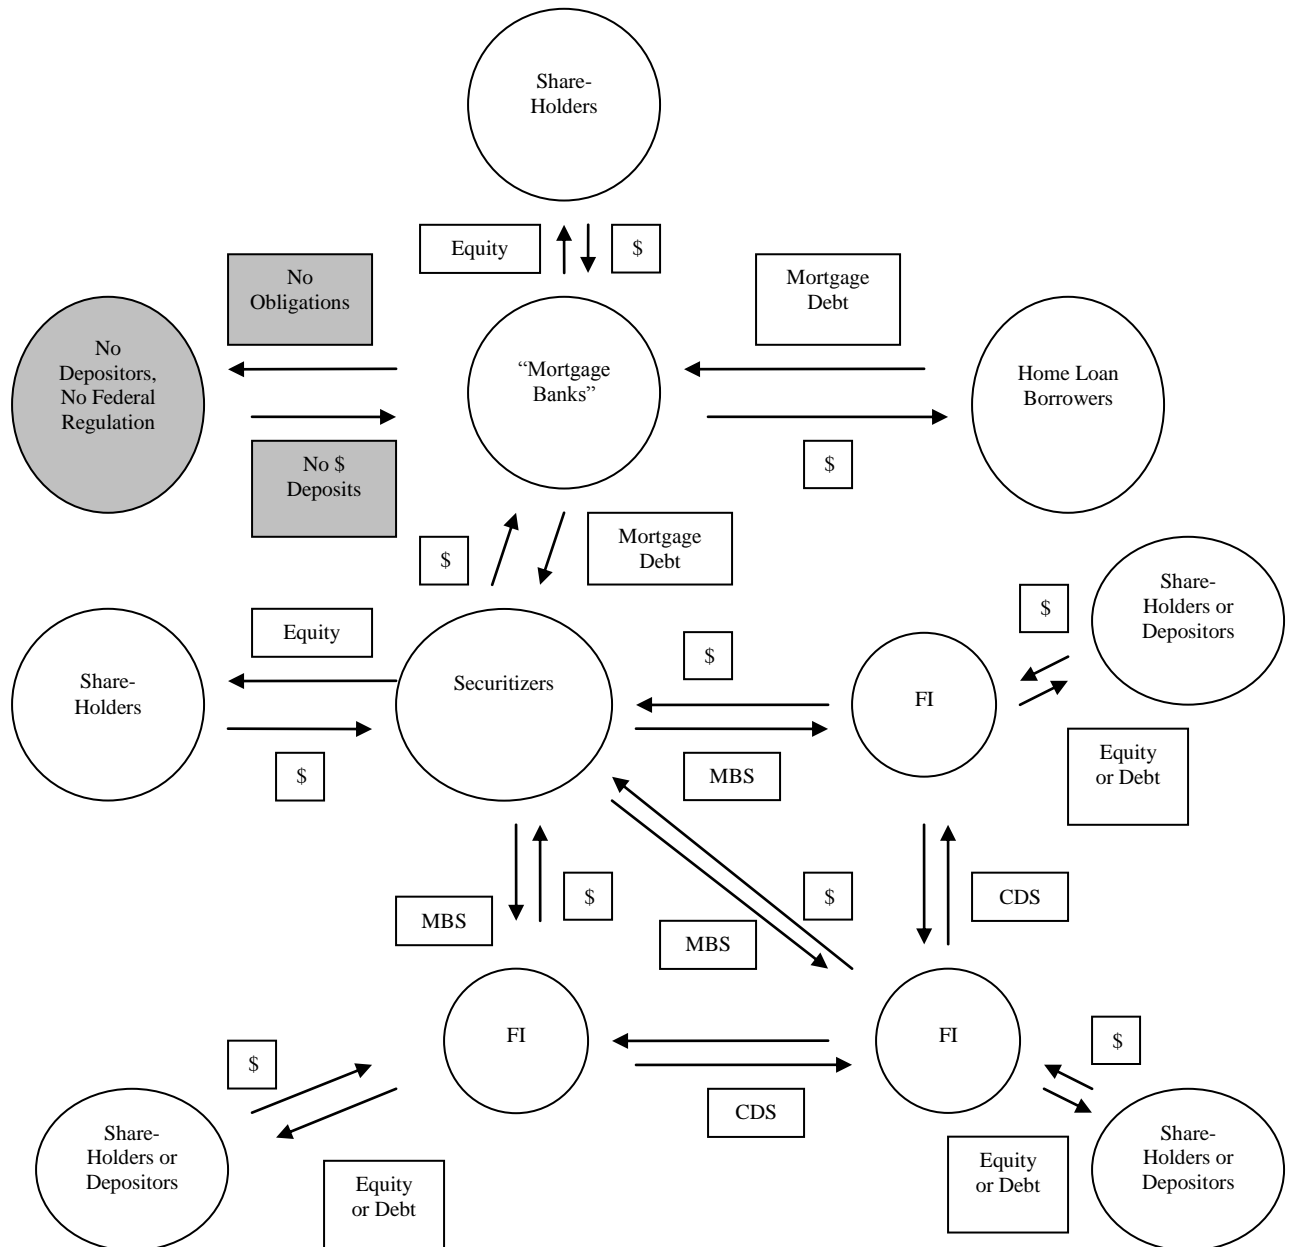 Share-
Holders
Equity
$
No
Obligations
Mortgage
Debt
No
Depositors,
No Federal
Regulation
“Mortgage
Banks”
Home Loan
Borrowers
$
No $
Deposits
$
Mortgage
Debt
Share-
Holders or
Depositors
$
Equity
$
Share-
Holders
Securitizers
FI
$
MBS
Equity
or Debt
MBS
$
$
MBS
CDS
FI
FI
$
$
CDS
Share-
Holders or
Depositors
Equity
or Debt
Equity
or Debt
Share-
Holders or
Depositors